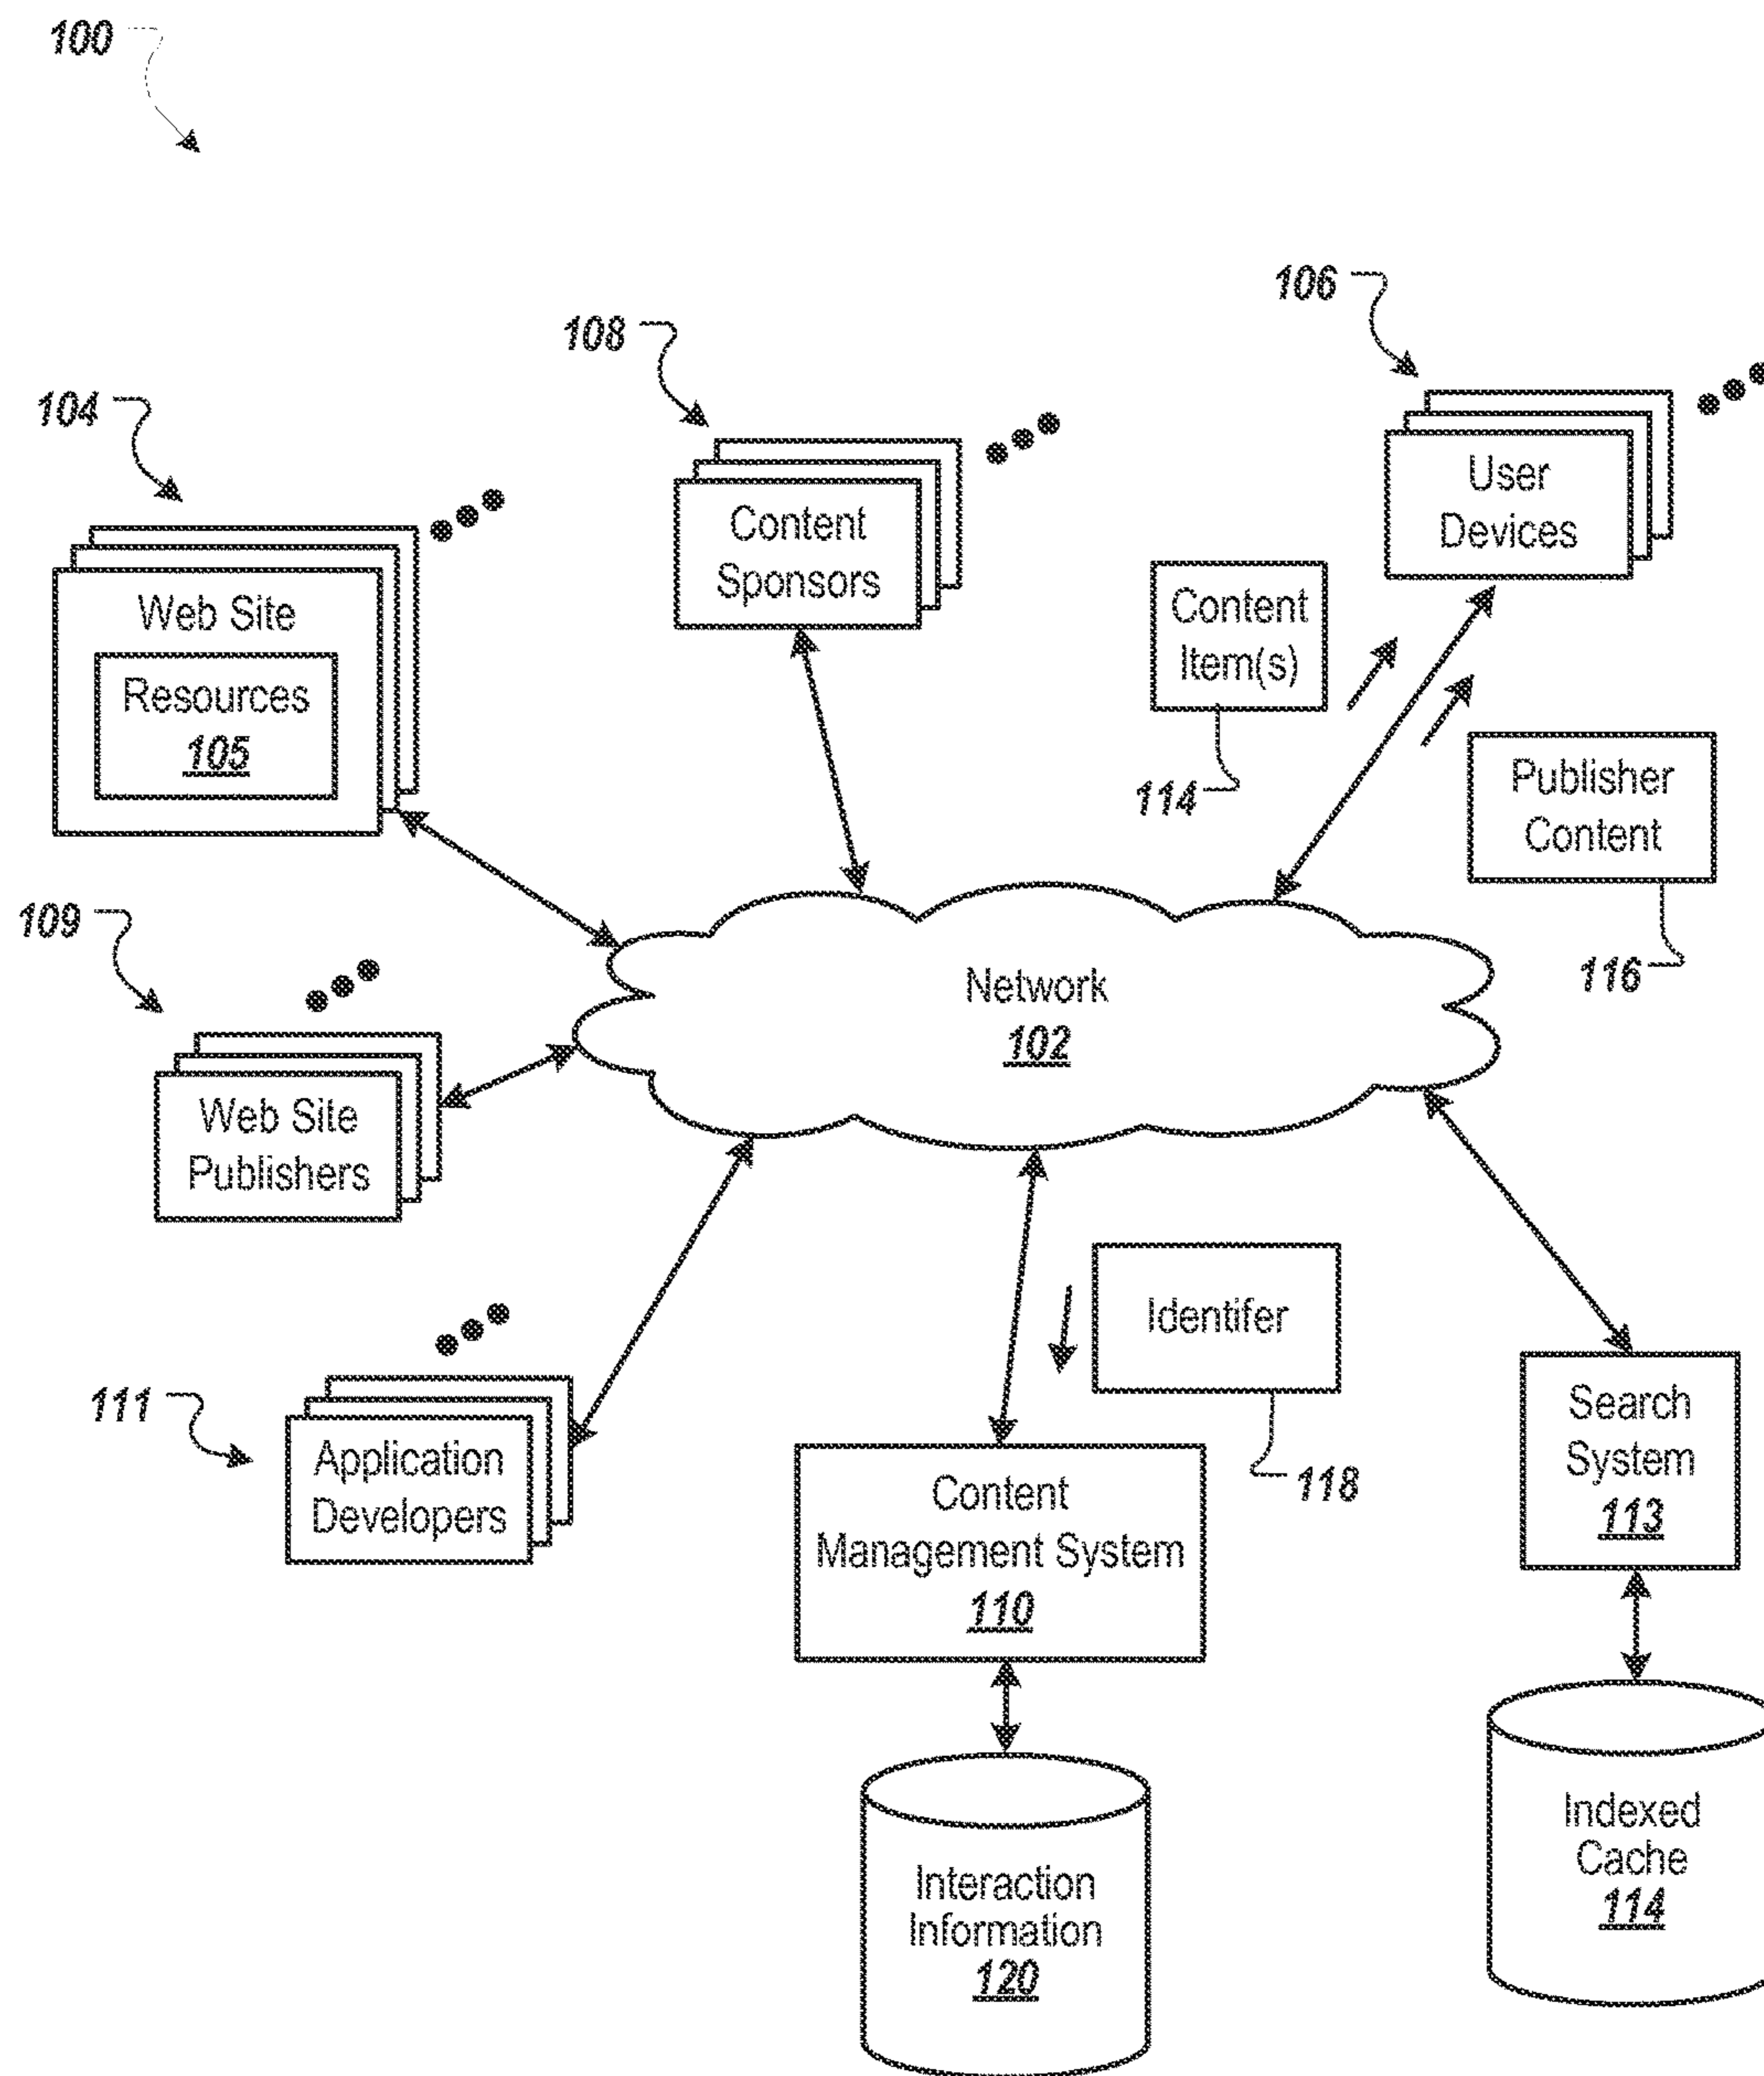 100
106
108
104
User
Devices
Content
Sponsors
Content
Item(s)
Web Site
Resources
105
114
Publisher
Content
109
116
Network
102
Web Site
Publishers
Identifer
111
Application
Developers
118
Search
System
113
Content
Management System
110
Indexed
Cache
114
Interaction
Information
120